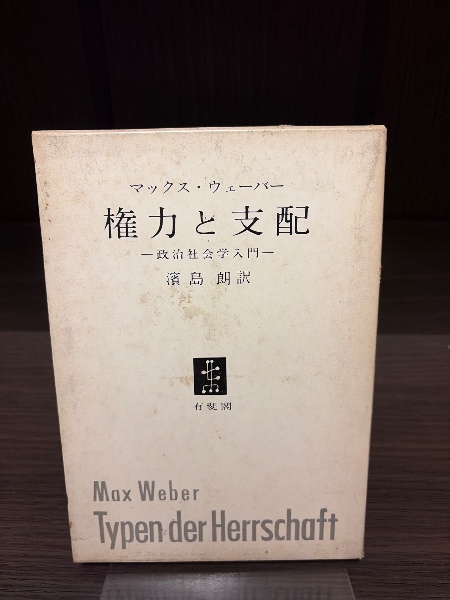 マックス・ウェーバー
権力と支配
―政治社会学入門―
濱島 朗訳
有斐閣
Max Weber
Typen der Herrschaft